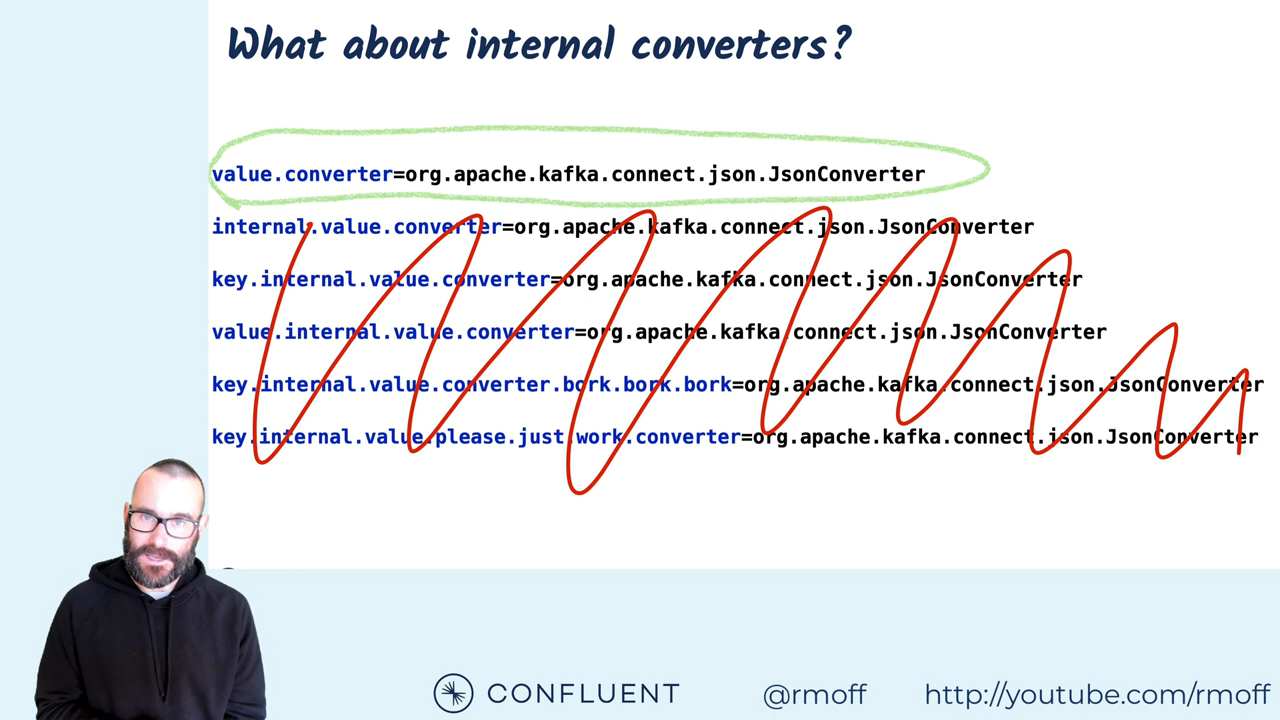 What about internal converters?
value.converter=org.apache.kafka.connect.json.JsonConverter
internal.value.converter=org.apache.kafka.connect.json.JsonConverter
key.internal.value.converter=org.apache.kafka.connect.json.JsonConverter
value.internal.value.converter=org.apache.kafka.connect.json.JsonConverter
key.internal.value.converter.bork.bork.bork=org.apache.kafka.connect.json.JsonConverter
key.internal.value.please.just.work.converter=org.apache.kafka.connect.json.JsonConverter
CONFLUENT @rmoff http://youtube.com/rmoff